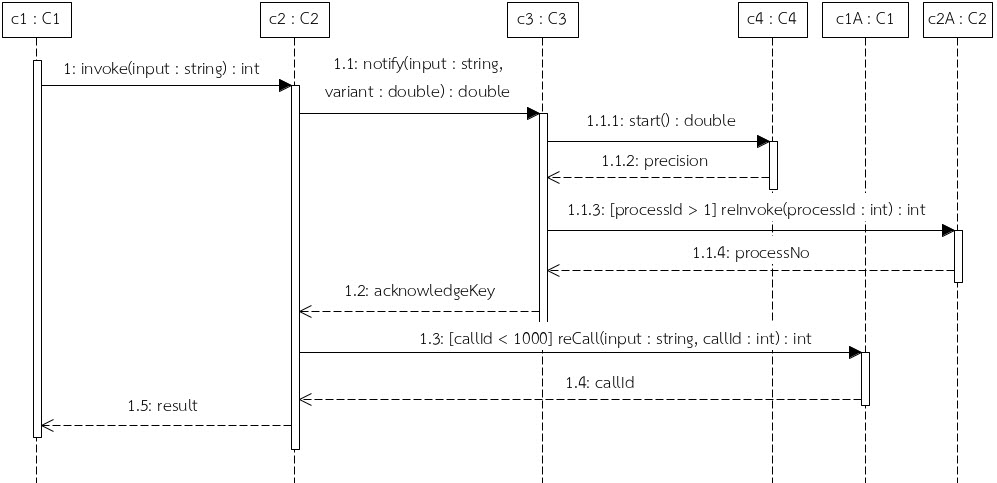 c1 : C1
c2 : C2
c3 : C3
c4 : C4
c1A : C1
c2A : C2
1: invoke(input : string) : int
1.1: notify(input : string,
variant : double) : double
1.1.1: start() : double
1.1.2: precision
1.1.3: [processId > 1] reInvoke(processId : int) : int
1.1.4: processNo
1.2: acknowledgeKey
1.3: [callId < 1000] reCall(input : string, callId : int) : int
1.4: callId
1.5: result